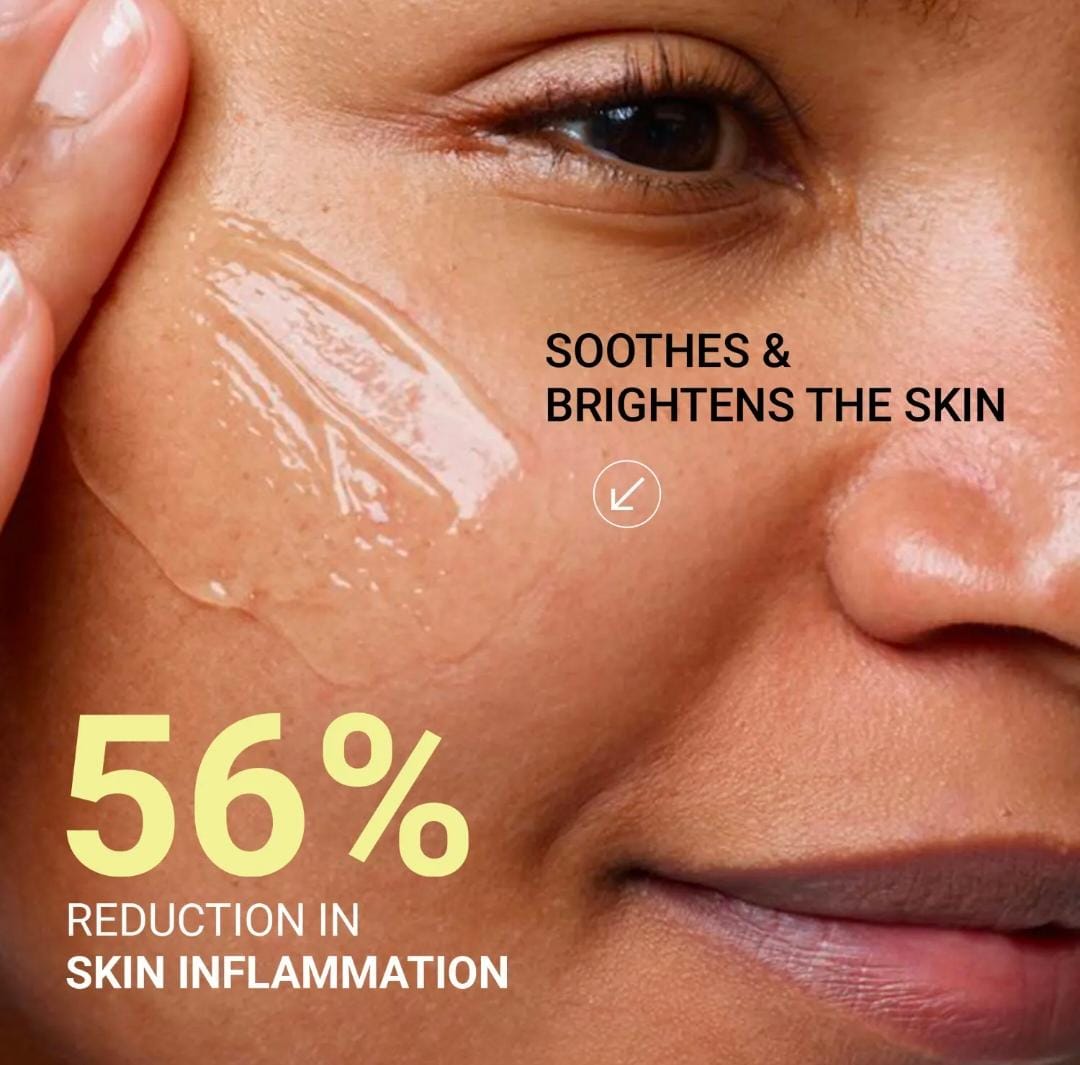 SOOTHES &
BRIGHTENS THE SKIN
56%
REDUCTION IN
SKIN INFLAMMATION